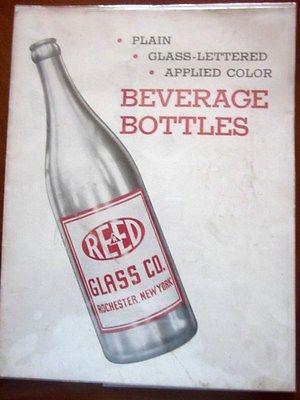 • PLAIN
• GLASS-LETTERED
• APPLIED COLOR
BEVERAGE
BOTTLES
REED
GLASS CO.
ROCHESTER, NEW YORK